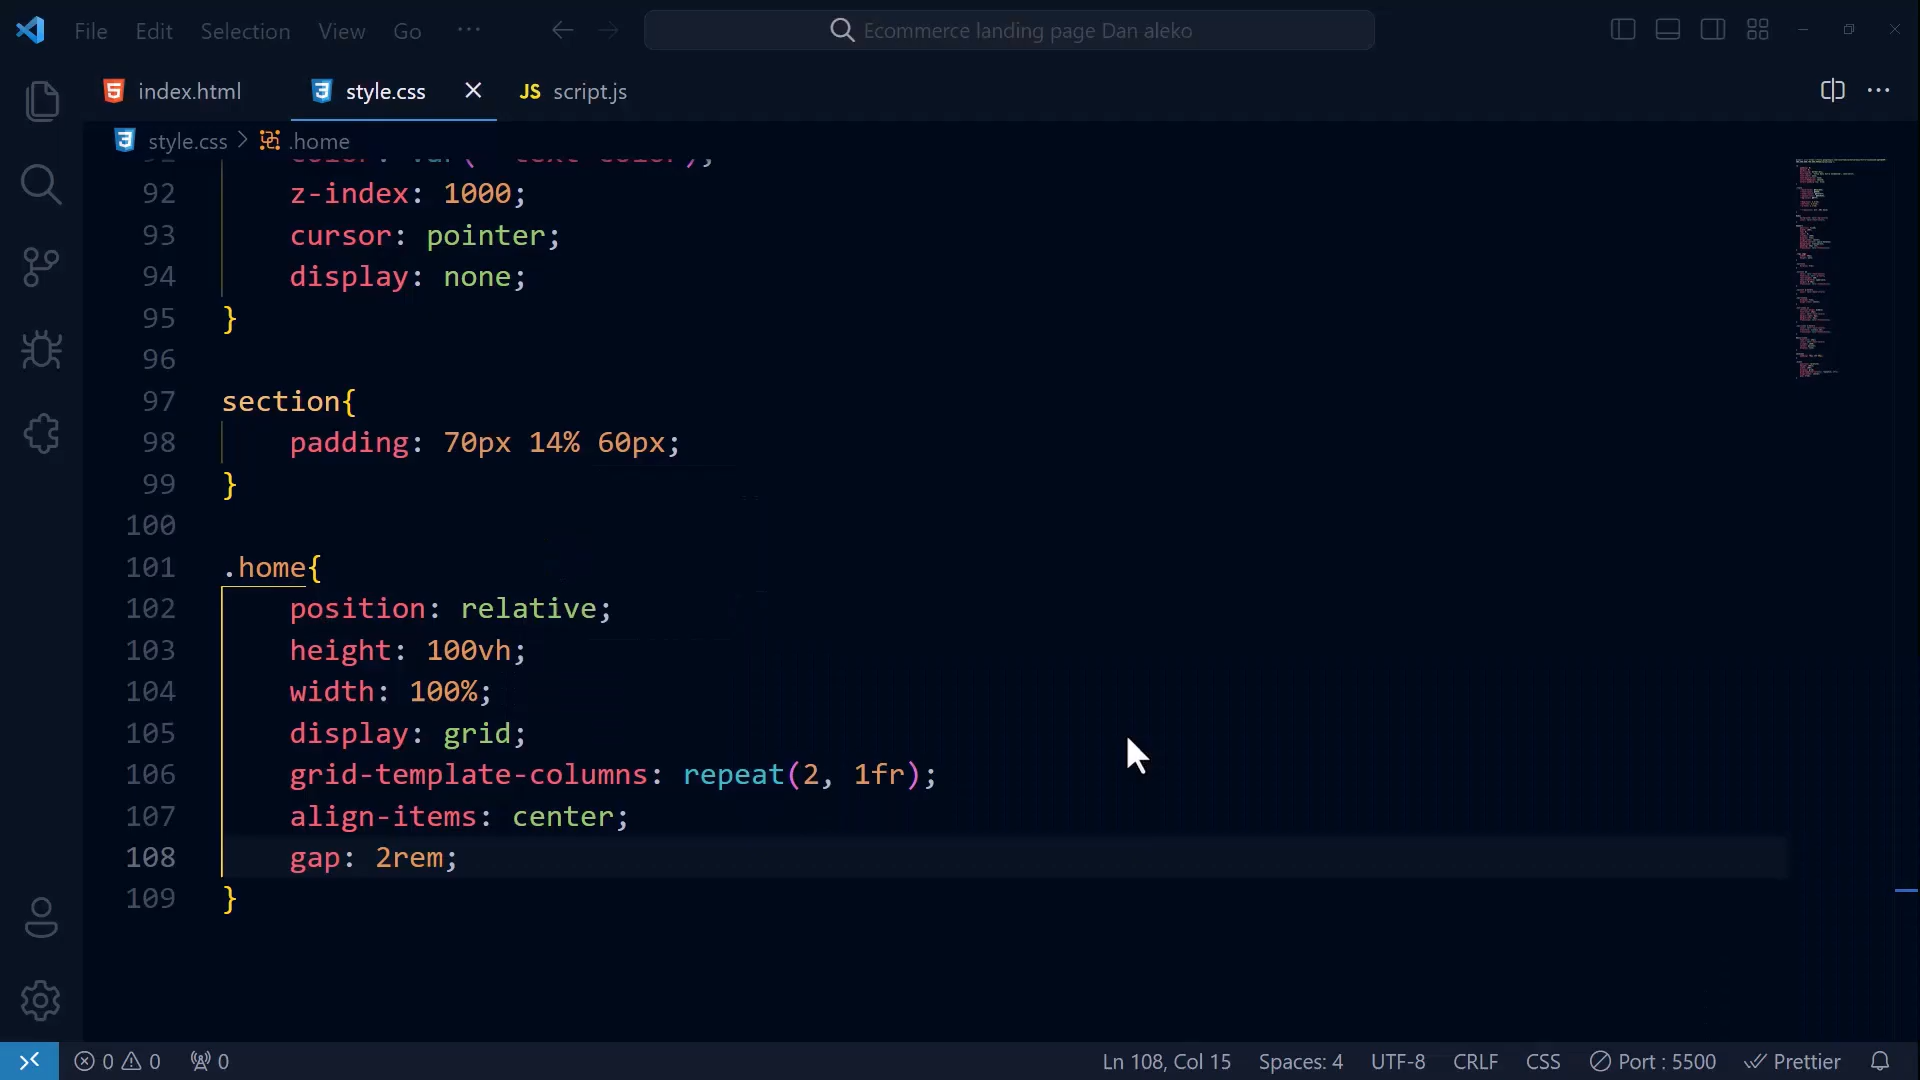 File Edit Selection View Go ··· Ecommerce landing page Dan aleko
index.html style.css JS script.js
style.css > .home
92 z-index: 1000;
93 cursor: pointer;
94 display: none;
95 }
96
97 section{
98 padding: 70px 14% 60px;
99 }
100
101 .home{
102 position: relative;
103 height: 100vh;
104 width: 100%;
105 display: grid;
106 grid-template-columns: repeat(2, 1fr);
107 align-items: center;
108 gap: 2rem;
109 }
0 0 0 Ln 108, Col 15 Spaces: 4 UTF-8 CRLF CSS Port : 5500 Prettier